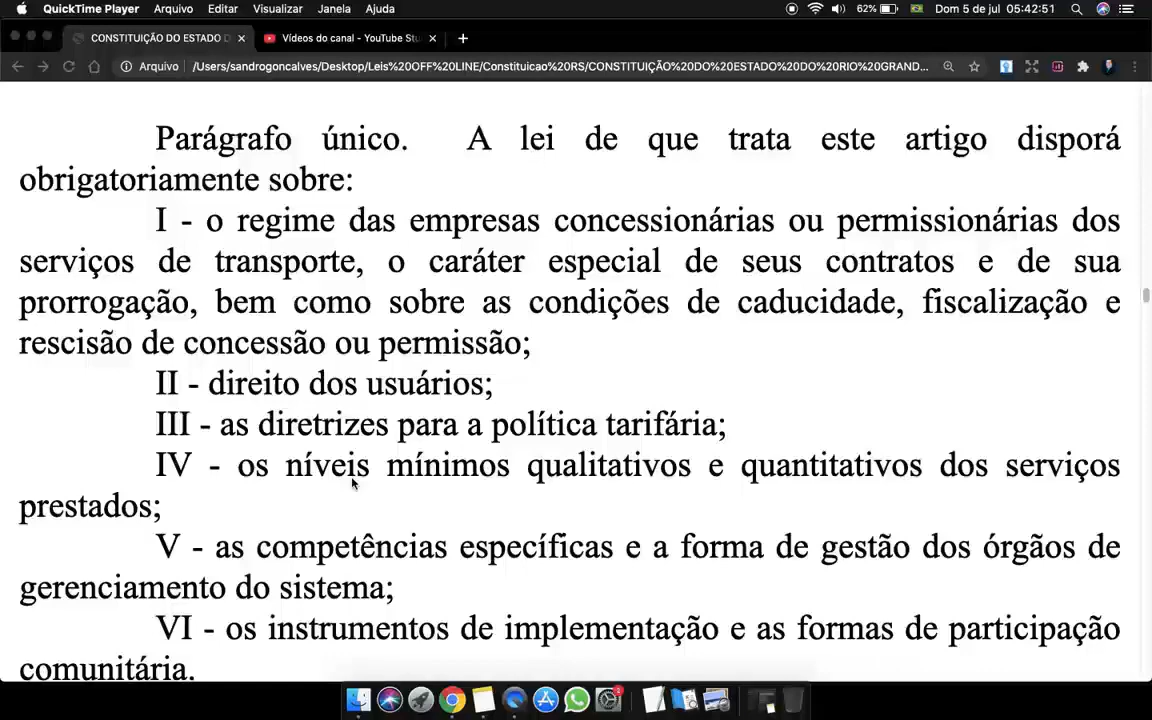 QuickTime Player Arquivo Editar Visualizar Janela Ajuda 62% Dom 5 de jul 05:42:51
CONSTITUIÇÃO DO ESTADO D Vídeos do canal - YouTube Stu
Arquivo /Users/sandrogoncalves/Desktop/Leis%20OFF%20LINE/Constituicao%20RS/CONSTITUIÇÃO%20DO%20ESTADO%20DO%20RIO%20GRAND...
Parágrafo único. A lei de que trata este artigo disporá
obrigatoriamente sobre:
I - o regime das empresas concessionárias ou permissionárias dos
serviços de transporte, o caráter especial de seus contratos e de sua
prorrogação, bem como sobre as condições de caducidade, fiscalização e
rescisão de concessão ou permissão;
II - direito dos usuários;
III - as diretrizes para a política tarifária;
IV - os níveis mínimos qualitativos e quantitativos dos serviços
prestados;
V - as competências específicas e a forma de gestão dos órgãos de
gerenciamento do sistema;
VI - os instrumentos de implementação e as formas de participação
comunitária.